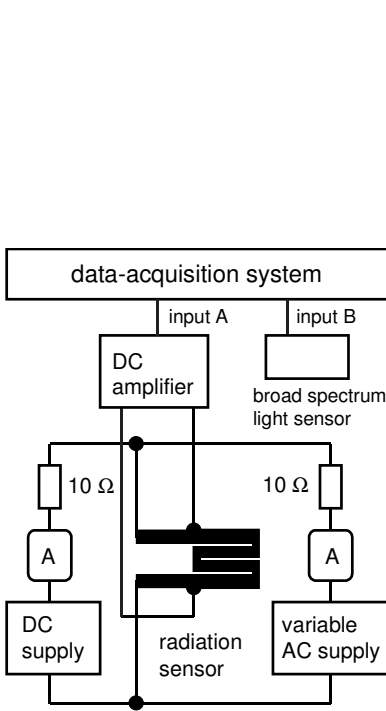 data-acquisition system
input A
input B
DC
amplifier
broad spectrum
light sensor
10 Ω
10 Ω
A
A
DC
supply
radiation
sensor
variable
AC supply